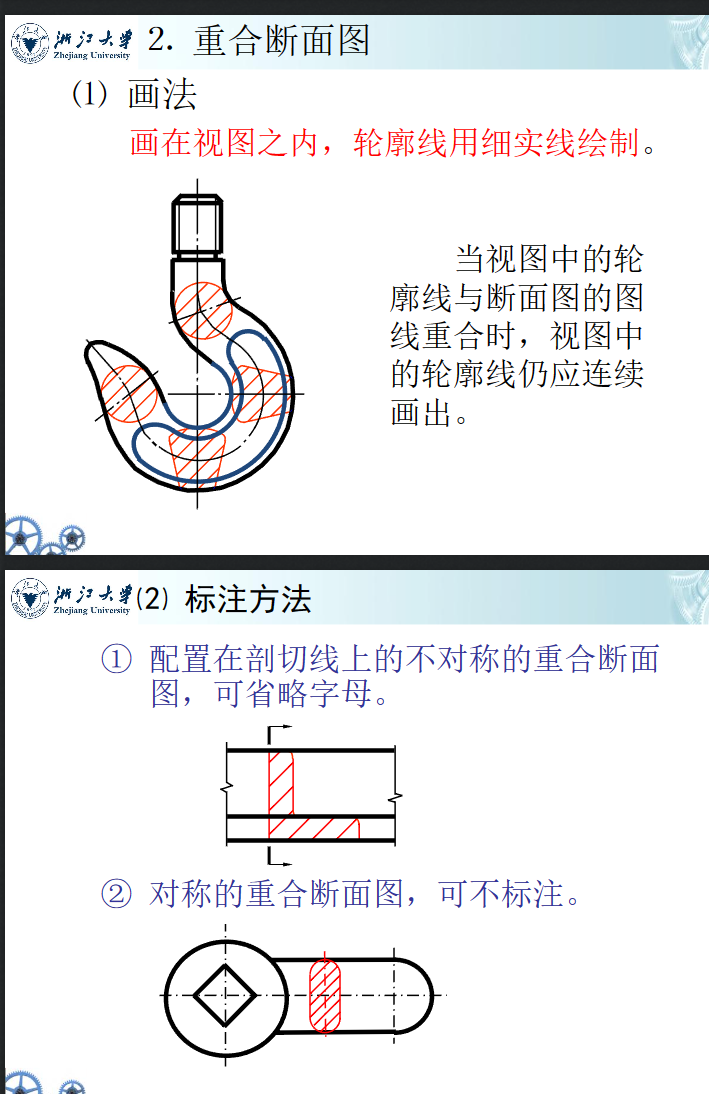 浙江大学
Zhejiang University
2. 重合断面图
(1) 画法
画在视图之内，轮廓线用细实线绘制。
当视图中的轮
廓线与断面图的图
线重合时，视图中
的轮廓线仍应连续
画出。
浙江大学
Zhejiang University
(2) 标注方法
① 配置在剖切线上的不对称的重合断面
图，可省略字母。
② 对称的重合断面图，可不标注。